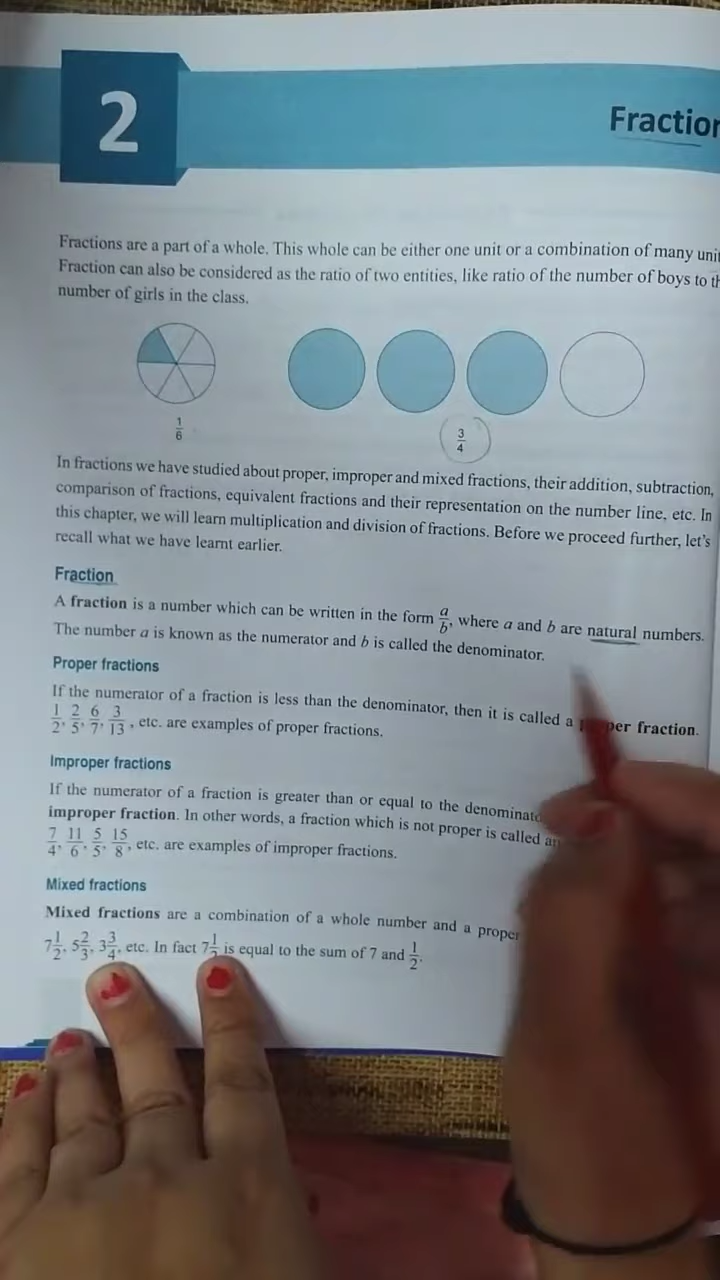 2
Fraction
Fractions are a part of a whole. This whole can be either one unit or a combination of many
Fraction can also be considered as the ratio of two entities, like ratio of the number of boys to
number of girls in the class.
1/6
3/4
In fractions we have studied about proper, improper and mixed fractions, their addition, subtraction,
comparison of fractions, equivalent fractions and their representation on the number line, etc. In
this chapter, we will learn multiplication and division of fractions. Before we proceed further, let's
recall what we have learnt earlier.
Fraction
A fraction is a number which can be written in the form a/b, where a and b are natural numbers.
The number a is known as the numerator and b is called the denominator.
Proper fractions
If the numerator of a fraction is less than the denominator, then it is called a proper fraction.
1/2, 2/5, 6/7, 3/13, etc. are examples of proper fractions.
Improper fractions
If the numerator of a fraction is greater than or equal to the
improper fraction. In other words, a fraction which is not proper is called
7/4, 11/6, 5/5, 15/8, etc. are examples of improper fractions.
Mixed fractions
Mixed fractions are a combination of a whole number and a proper
7 1/2, 5 2/3, 3 3/4, etc. In fact 7 1/2 is equal to the sum of 7 and 1/2.